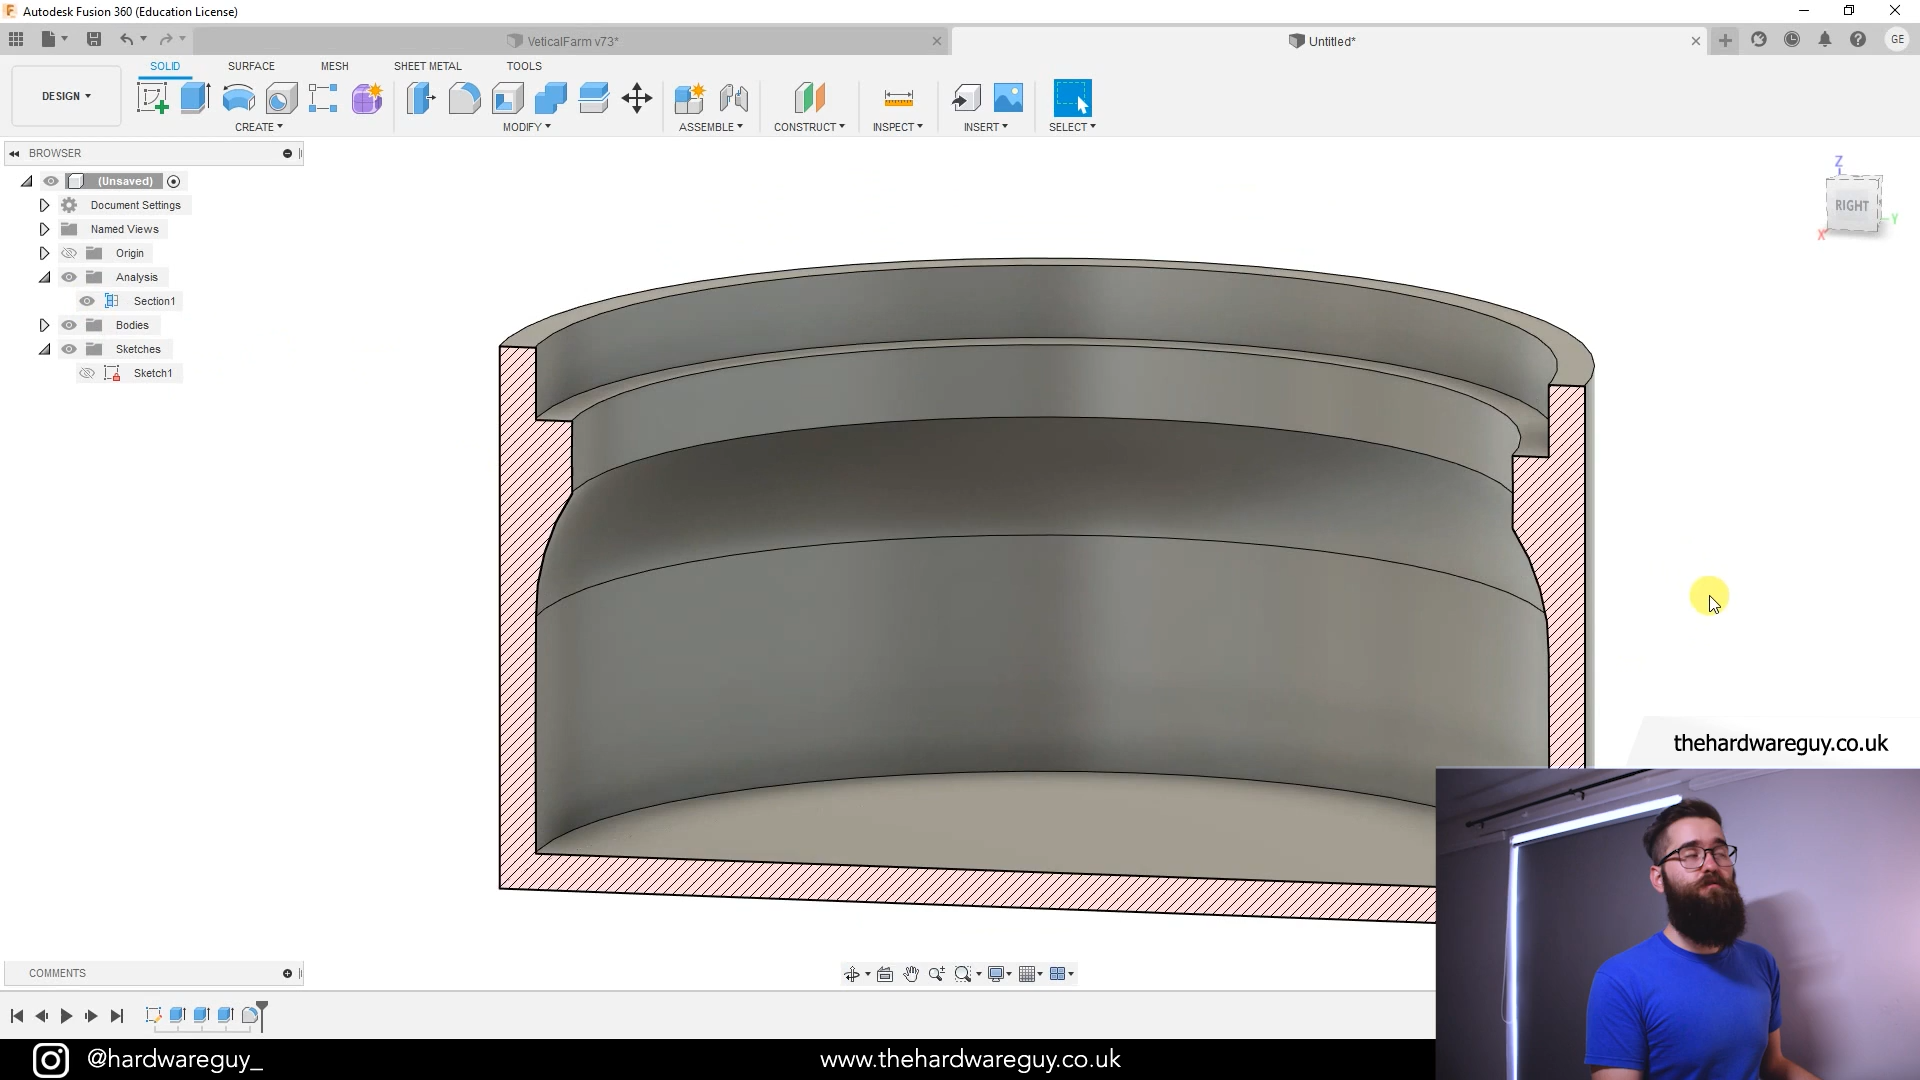 Autodesk Fusion 360 (Education License)
VeticalFarm v73*
Untitled*
GE
DESIGN
SOLID
SURFACE
MESH
SHEET METAL
TOOLS
CREATE
MODIFY
ASSEMBLE
CONSTRUCT
INSPECT
INSERT
SELECT
BROWSER
(Unsaved)
Document Settings
Named Views
Origin
Analysis
Section1
Bodies
Sketches
Sketch1
Z
RIGHT
Y
X
thehardwareguy.co.uk
COMMENTS
@hardwareguy_
www.thehardwareguy.co.uk